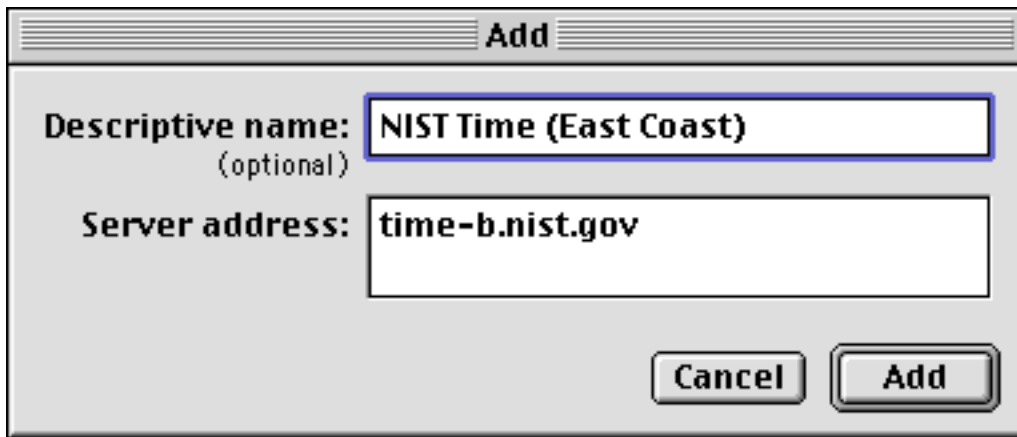 Add
Descriptive name: NIST Time (East Coast)
(optional)
Server address: time-b.nist.gov
Cancel Add